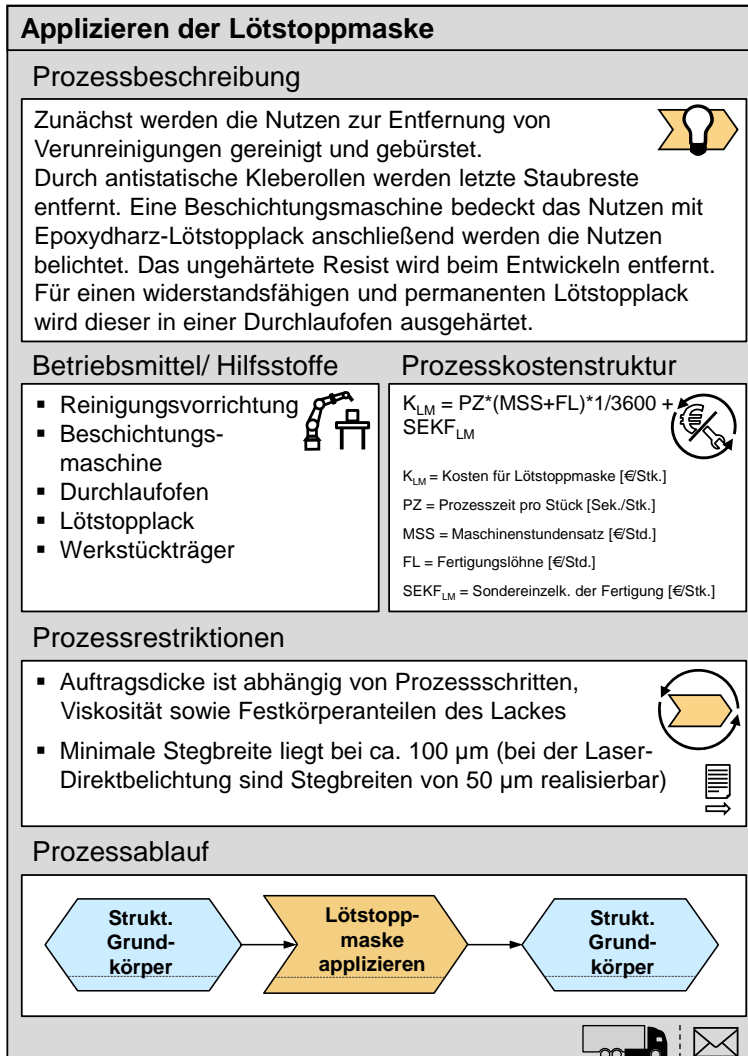 Applizieren der Lötstoppmaske
Prozessbeschreibung
Zunächst werden die Nutzen zur Entfernung von
Verunreinigungen gereinigt und gebürstet.
Durch antistatische Kleberollen werden letzte Staubreste
entfernt. Eine Beschichtungsmaschine bedeckt das Nutzen mit
Epoxydharz-Lötstopplack anschließend werden die Nutzen
belichtet. Das ungehärtete Resist wird beim Entwickeln entfernt.
Für einen widerstandsfähigen und permanenten Lötstopplack
wird dieser in einer Durchlaufofen ausgehärtet.
Betriebsmittel/ Hilfsstoffe
▪ Reinigungsvorrichtung
▪ Beschichtungs-
maschine
▪ Durchlaufofen
▪ Lötstopplack
▪ Werkstückträger
Prozesskostenstruktur
K_LM = PZ*(MSS+FL)*1/3600 +
SEKF_LM
K_LM = Kosten für Lötstoppmaske [€/Stk.]
PZ = Prozesszeit pro Stück [Sek./Stk.]
MSS = Maschinenstundensatz [€/Std.]
FL = Fertigungslöhne [€/Std.]
SEKF_LM = Sondereinzelk. der Fertigung [€/Stk.]
Prozessrestriktionen
▪ Auftragsdicke ist abhängig von Prozessschritten,
Viskosität sowie Festkörperanteilen des Lackes
▪ Minimale Stegbreite liegt bei ca. 100 µm (bei der Laser-
Direktbelichtung sind Stegbreiten von 50 µm realisierbar)
Prozessablauf
Strukt.
Grund-
körper
Lötstopp-
maske
applizieren
Strukt.
Grund-
körper